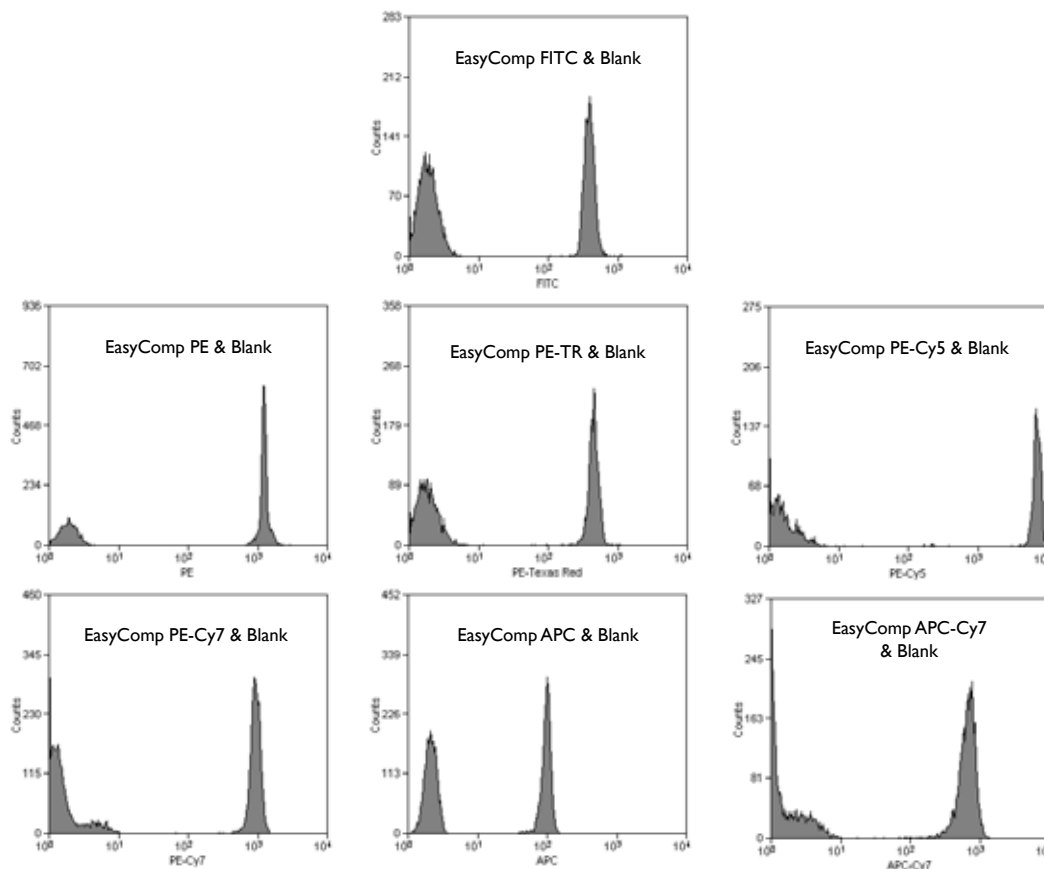 283
EasyComp FITC & Blank
212
Counts
141
70
0
10⁰ 10¹ 10² 10³ 10⁴
FITC
936
EasyComp PE & Blank
702
Counts
468
234
0
10⁰ 10¹ 10² 10³ 10⁴
PE
358
EasyComp PE-TR & Blank
268
Counts
179
89
0
10⁰ 10¹ 10² 10³ 10⁴
PE-Texas Red
275
EasyComp PE-Cy5 & Blank
206
Counts
137
68
0
10⁰ 10¹ 10² 10³
PE-Cy5
460
EasyComp PE-Cy7 & Blank
345
Counts
230
115
0
10⁰ 10¹ 10² 10³ 10⁴
PE-Cy7
452
EasyComp APC & Blank
339
Counts
226
113
0
10⁰ 10¹ 10² 10³ 10⁴
APC
327
EasyComp APC-Cy7
& Blank
245
Counts
163
81
0
10⁰ 10¹ 10² 10³
APC-Cy7